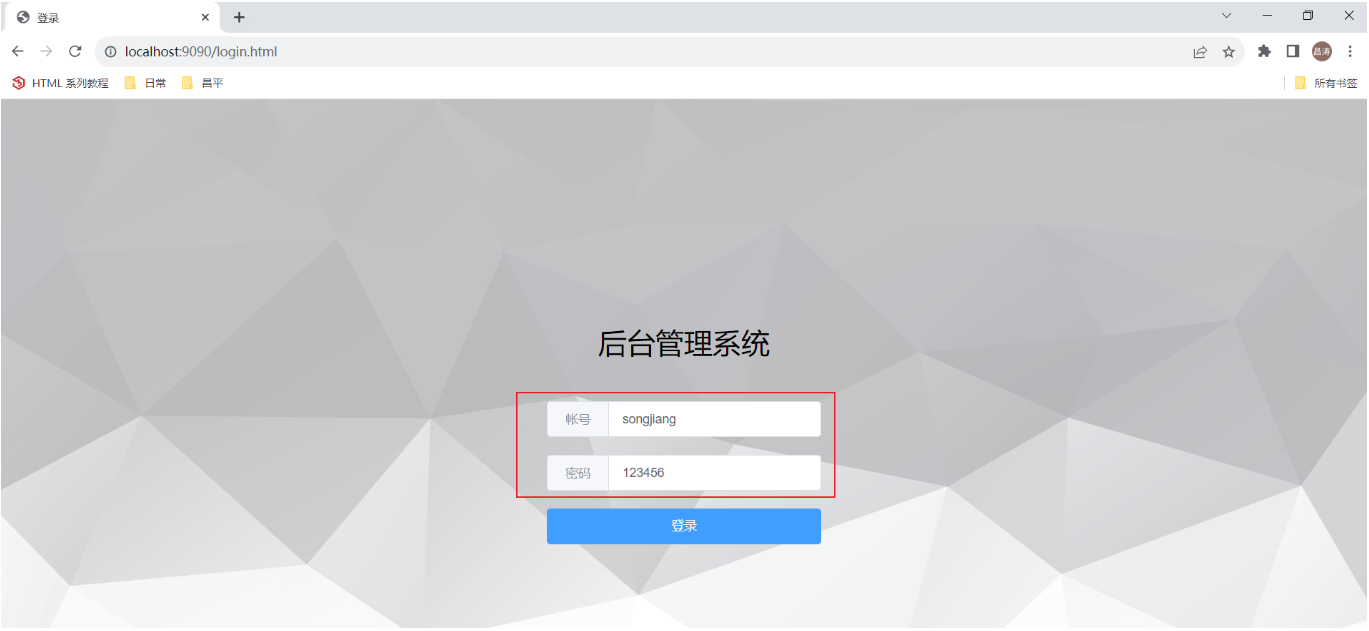 登录
localhost:9090/login.html
昌涛
HTML 系列教程 日常 昌平 所有书签
后台管理系统
帐号 songjiang
密码 123456
登录